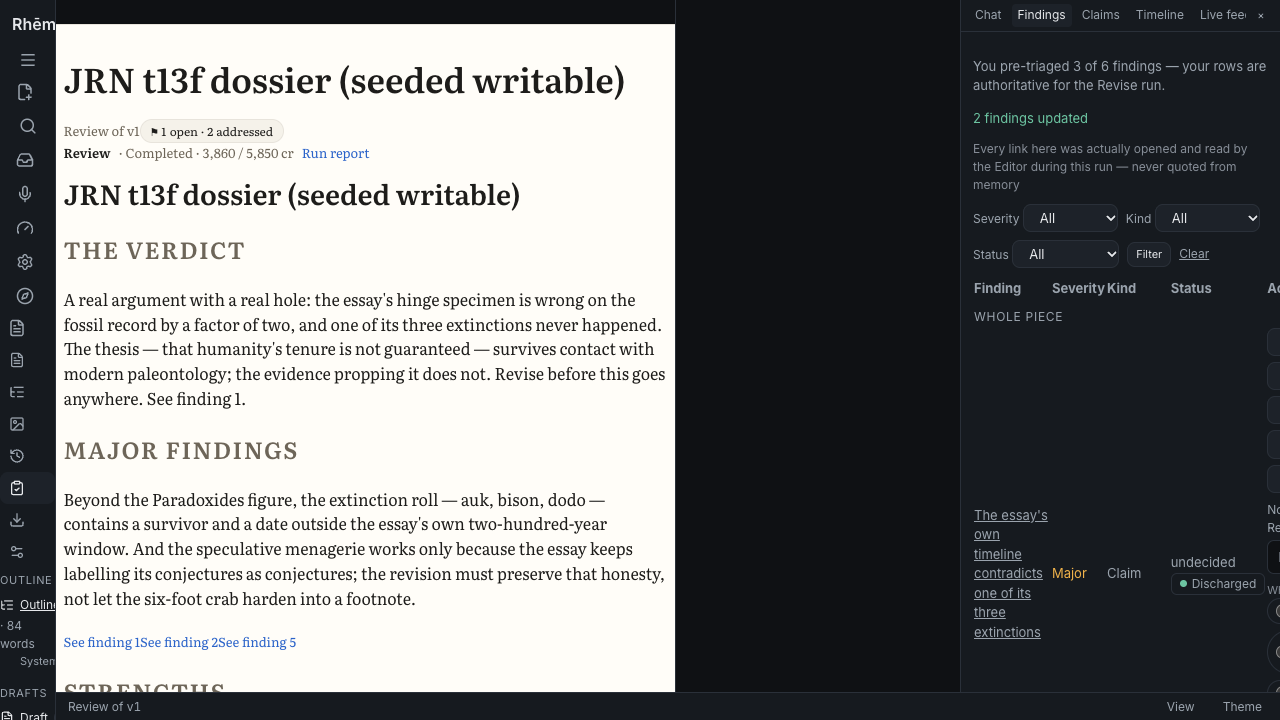 Rhēm
OUTLINE
Outline
· 84
words
System
DRAFTS
Draft
JRN t13f dossier (seeded writable)
Review of v1 ⚑ 1 open · 2 addressed
Review · Completed · 3,860 / 5,850 cr Run report
JRN t13f dossier (seeded writable)
THE VERDICT
A real argument with a real hole: the essay's hinge specimen is wrong on the
fossil record by a factor of two, and one of its three extinctions never happened.
The thesis — that humanity's tenure is not guaranteed — survives contact with
modern paleontology; the evidence propping it does not. Revise before this goes
anywhere. See finding 1.
MAJOR FINDINGS
Beyond the Paradoxides figure, the extinction roll — auk, bison, dodo —
contains a survivor and a date outside the essay's own two-hundred-year
window. And the speculative menagerie works only because the essay keeps
labelling its conjectures as conjectures; the revision must preserve that honesty,
not let the six-foot crab harden into a footnote.
See finding 1See finding 2See finding 5
STRENGTHS
Review of v1
View Theme
Chat Findings Claims Timeline Live fee ×
You pre-triaged 3 of 6 findings — your rows are
authoritative for the Revise run.
2 findings updated
Every link here was actually opened and read by
the Editor during this run — never quoted from
memory
Severity All Kind All
Status All Filter Clear
Finding Severity Kind Status Ac
WHOLE PIECE
The essay's
own
timeline
contradicts
one of its
three
extinctions
Major
Claim
undecided
Discharged
No
Re